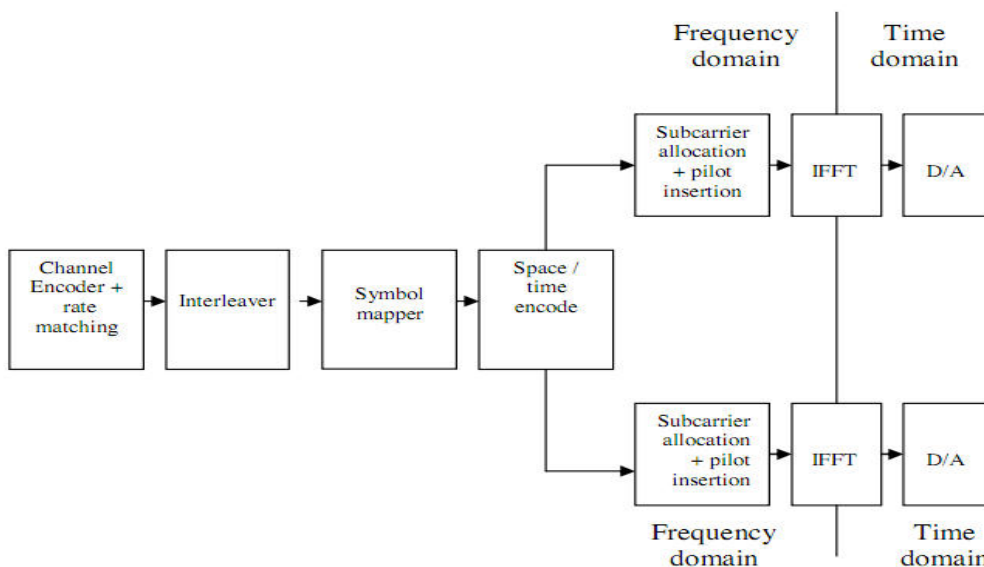 Frequency
domain
Time
domain
Subcarrier
allocation
+ pilot
insertion
IFFT
D/A
Channel
Encoder +
rate
matching
Interleaver
Symbol
mapper
Space /
time
encode
Subcarrier
allocation
+ pilot
insertion
IFFT
D/A
Frequency
domain
Time
domain